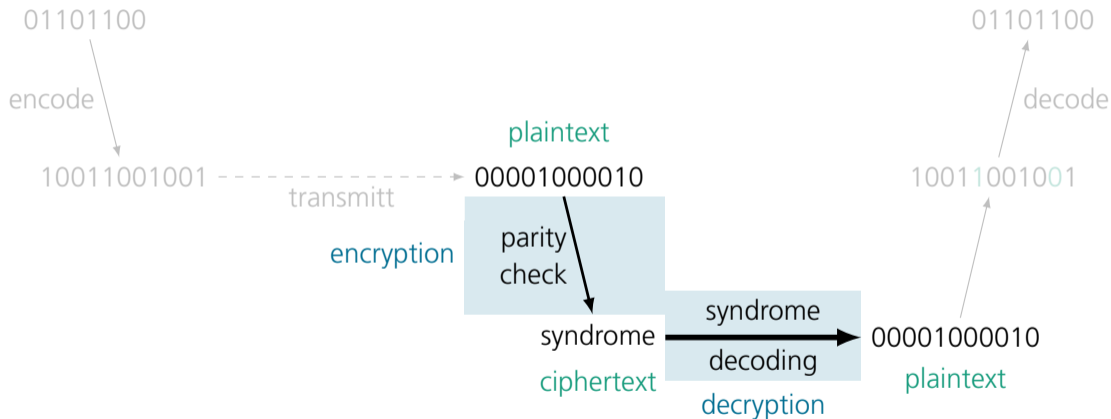 01101100
01101100
encode
decode
plaintext
10011001001
transmitt
00001000010
10011001001
encryption
parity
check
syndrome
syndrome
00001000010
decoding
ciphertext
plaintext
decryption